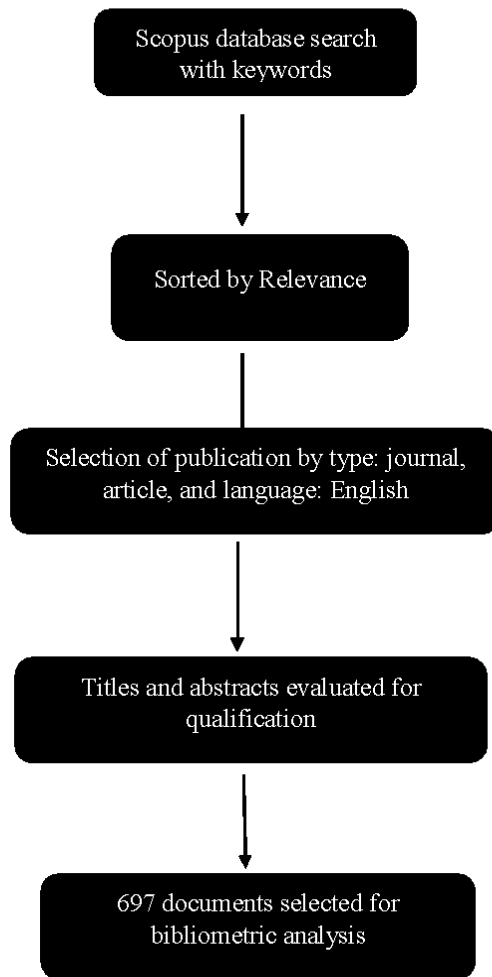 Scopus database search
with keywords
Sorted by Relevance
Selection of publication by type: journal,
article, and language: English
Titles and abstracts evaluated for
qualification
697 documents selected for
bibliometric analysis